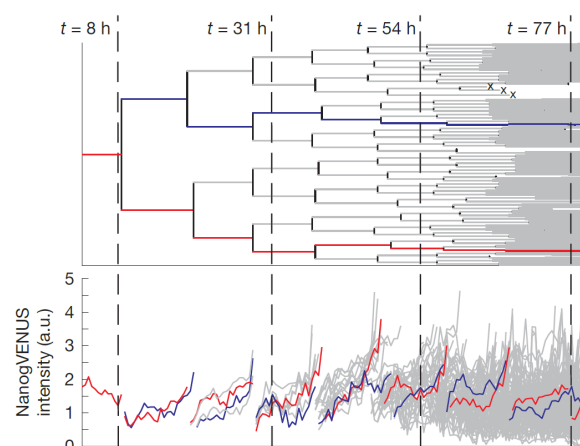 t = 8 h t = 31 h t = 54 h t = 77 h
x
x
x
NanogVENUS
intensity (a.u.)
5
4
3
2
1
0